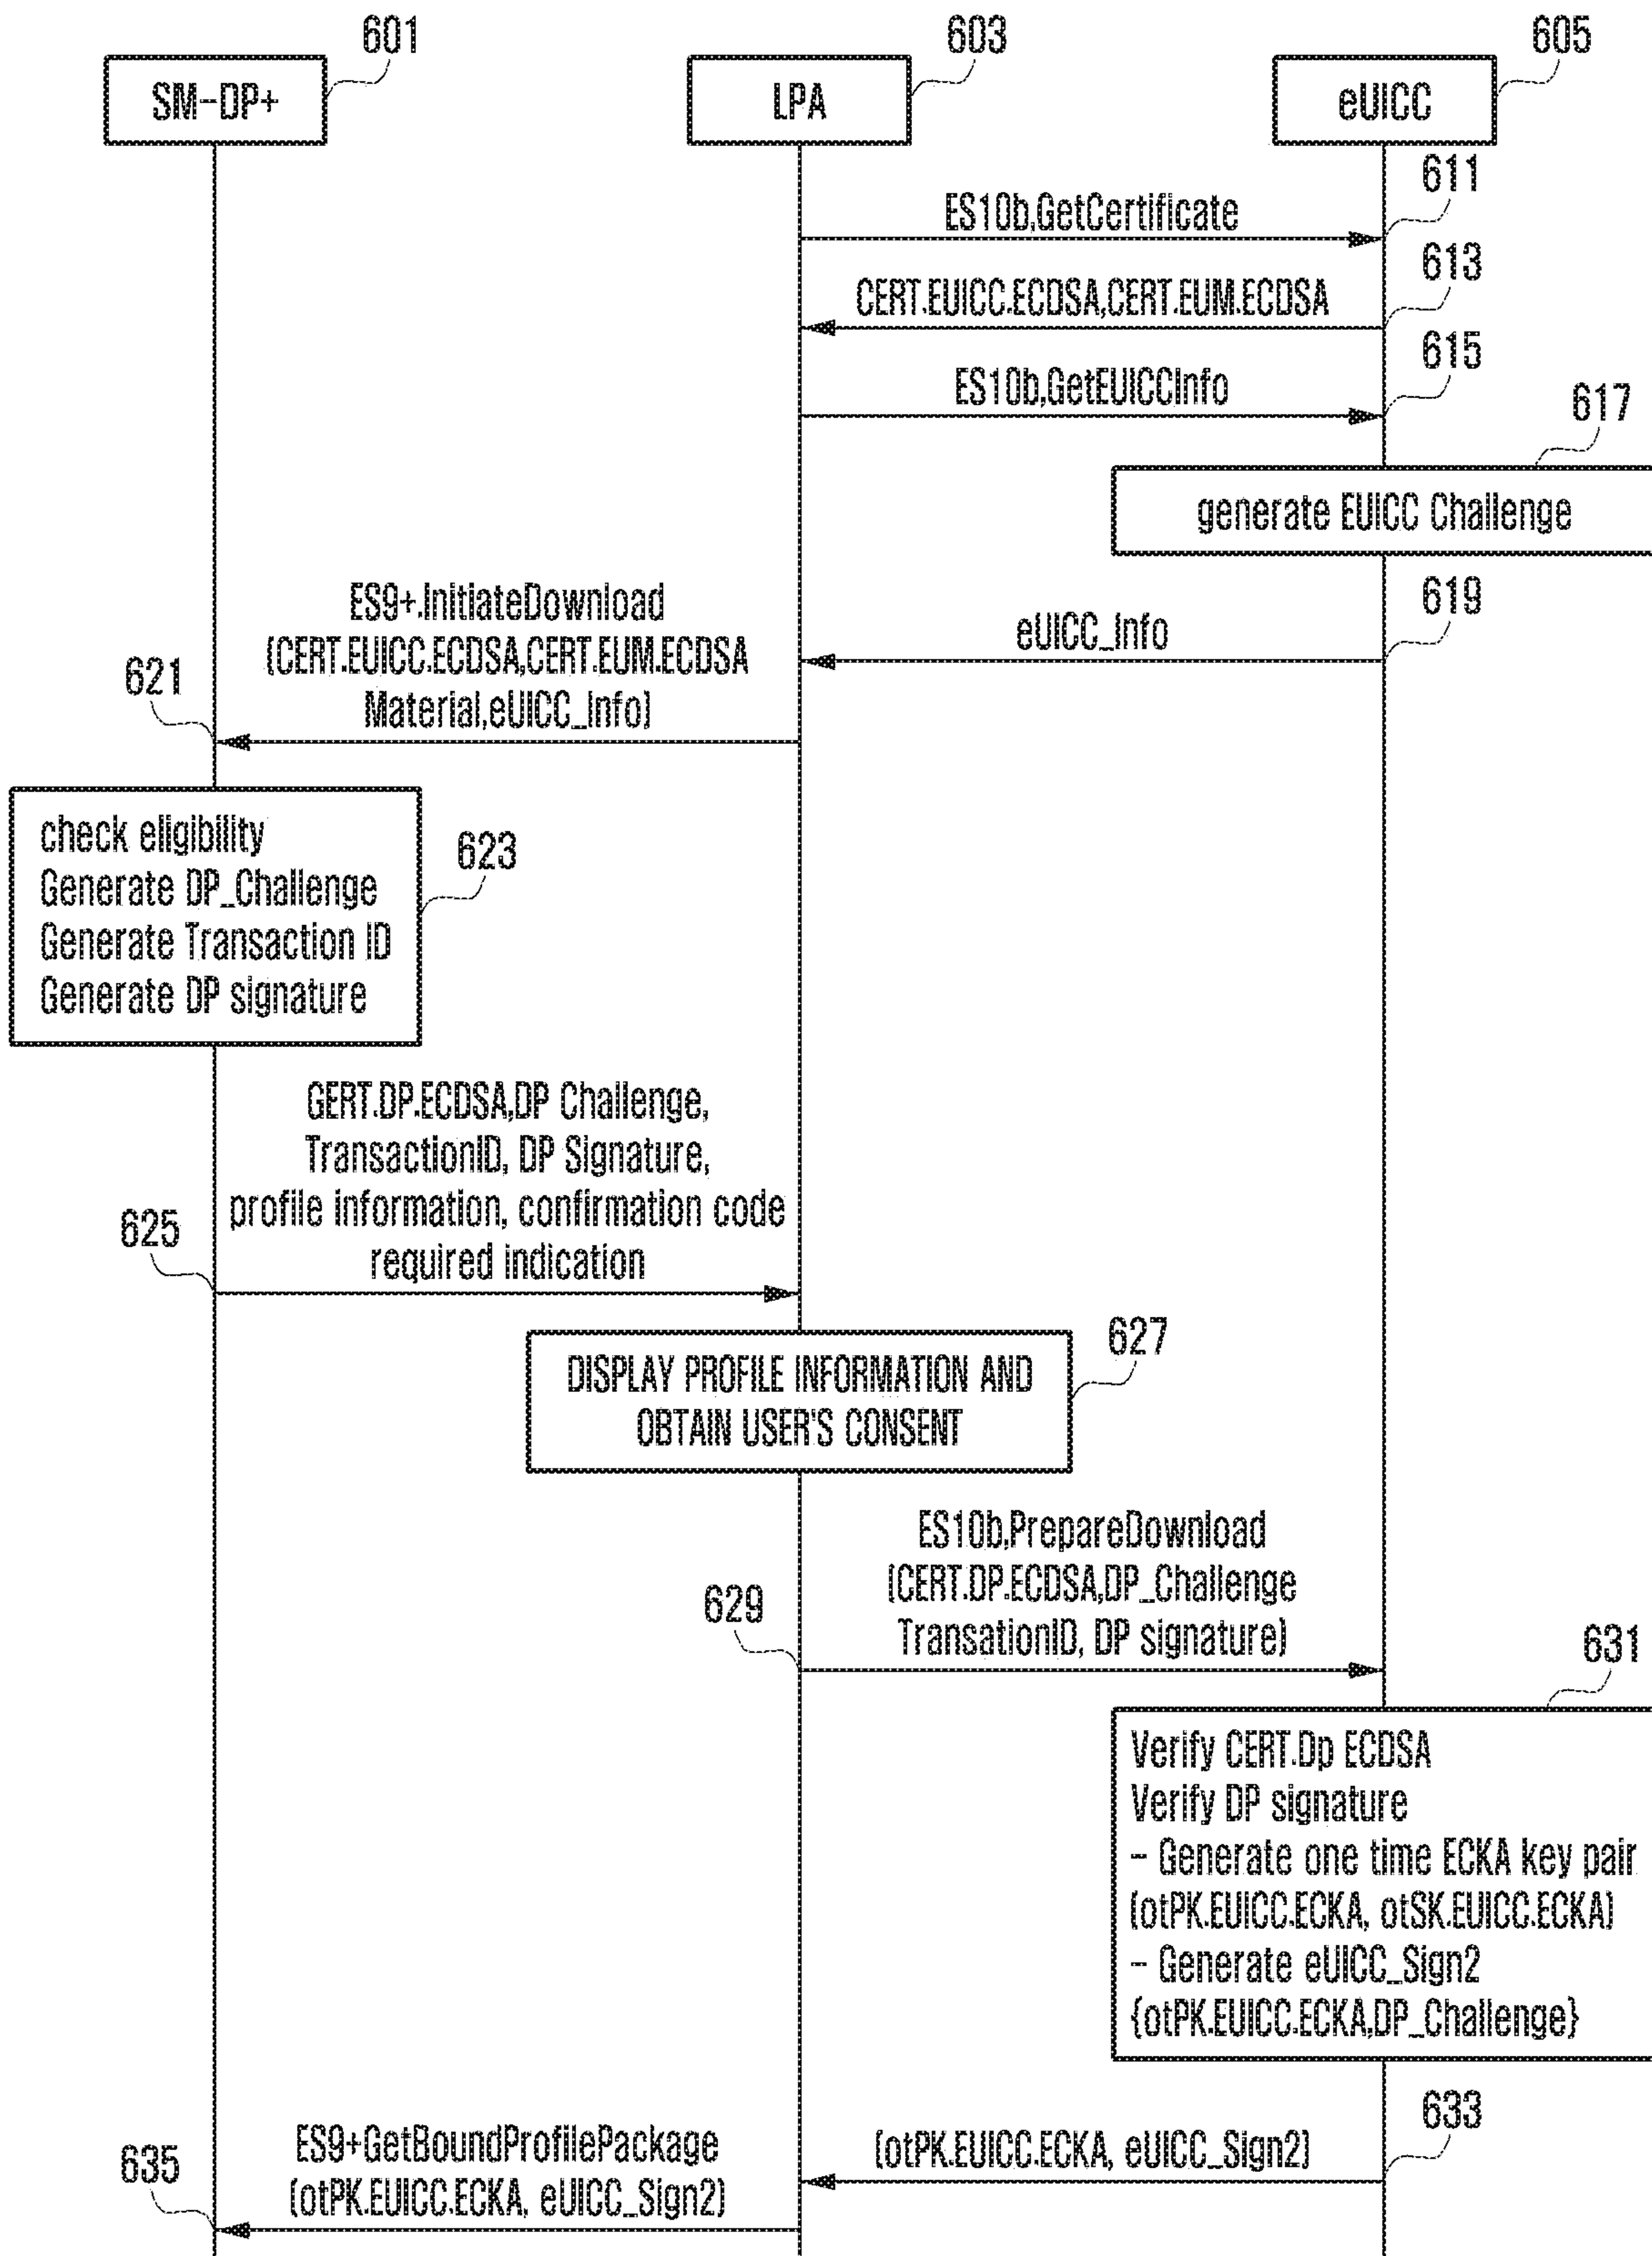 601
603
605
SM-DP+
LPA
eUICC
611
ES10b,GetCertificate
613
CERT.EUICC.ECDSA,CERT.EUM.ECDSA
615
ES10b,GetEUICCInfo
617
generate EUICC Challenge
619
ES9+.InitiateDownload
(CERT.EUICC.ECDSA,CERT.EUM.ECDSA
Material,eUICC_Info)
eUICC_Info
621
check eligibility
Generate DP_Challenge
Generate Transaction ID
Generate DP signature
623
GERT.DP.ECDSA,DP Challenge,
TransactionID, DP Signature,
profile information, confirmation code
required indication
625
627
DISPLAY PROFILE INFORMATION AND
OBTAIN USER'S CONSENT
ES10b,PrepareDownload
(CERT.DP.ECDSA,DP_Challenge
TransationID, DP signature)
629
631
Verify CERT.Dp ECDSA
Verify DP signature
- Generate one time ECKA key pair
(otPK.EUICC.ECKA, otSK.EUICC.ECKA)
- Generate eUICC_Sign2
{otPK.EUICC.ECKA,DP_Challenge}
633
(otPK.EUICC.ECKA, eUICC_Sign2)
635
ES9+GetBoundProfilePackage
(otPK.EUICC.ECKA, eUICC_Sign2)